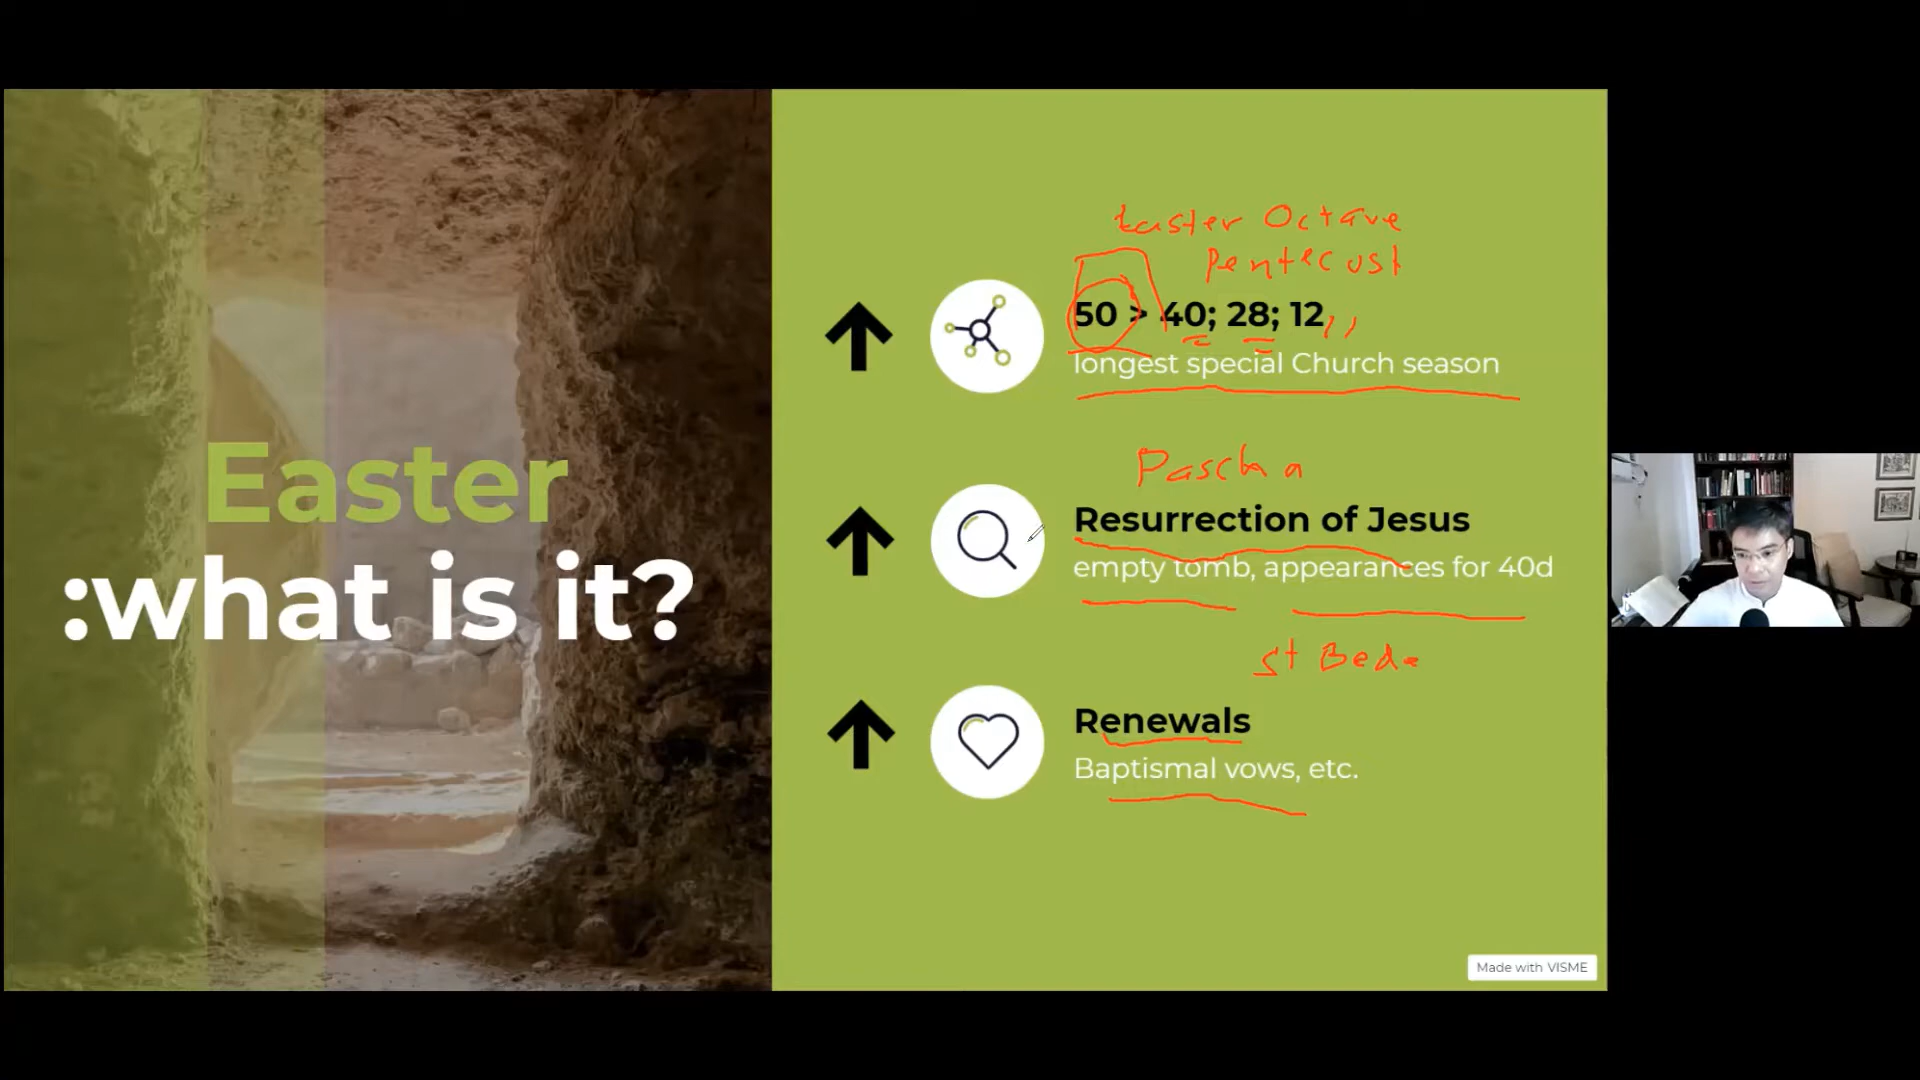 Easter
:what is it?
Easter Octave
Pentecost
50 > 40; 28; 12,,
longest special Church season
Pascha
Resurrection of Jesus
empty tomb, appearances for 40d
St Bede
Renewals
Baptismal vows, etc.
Made with VISME